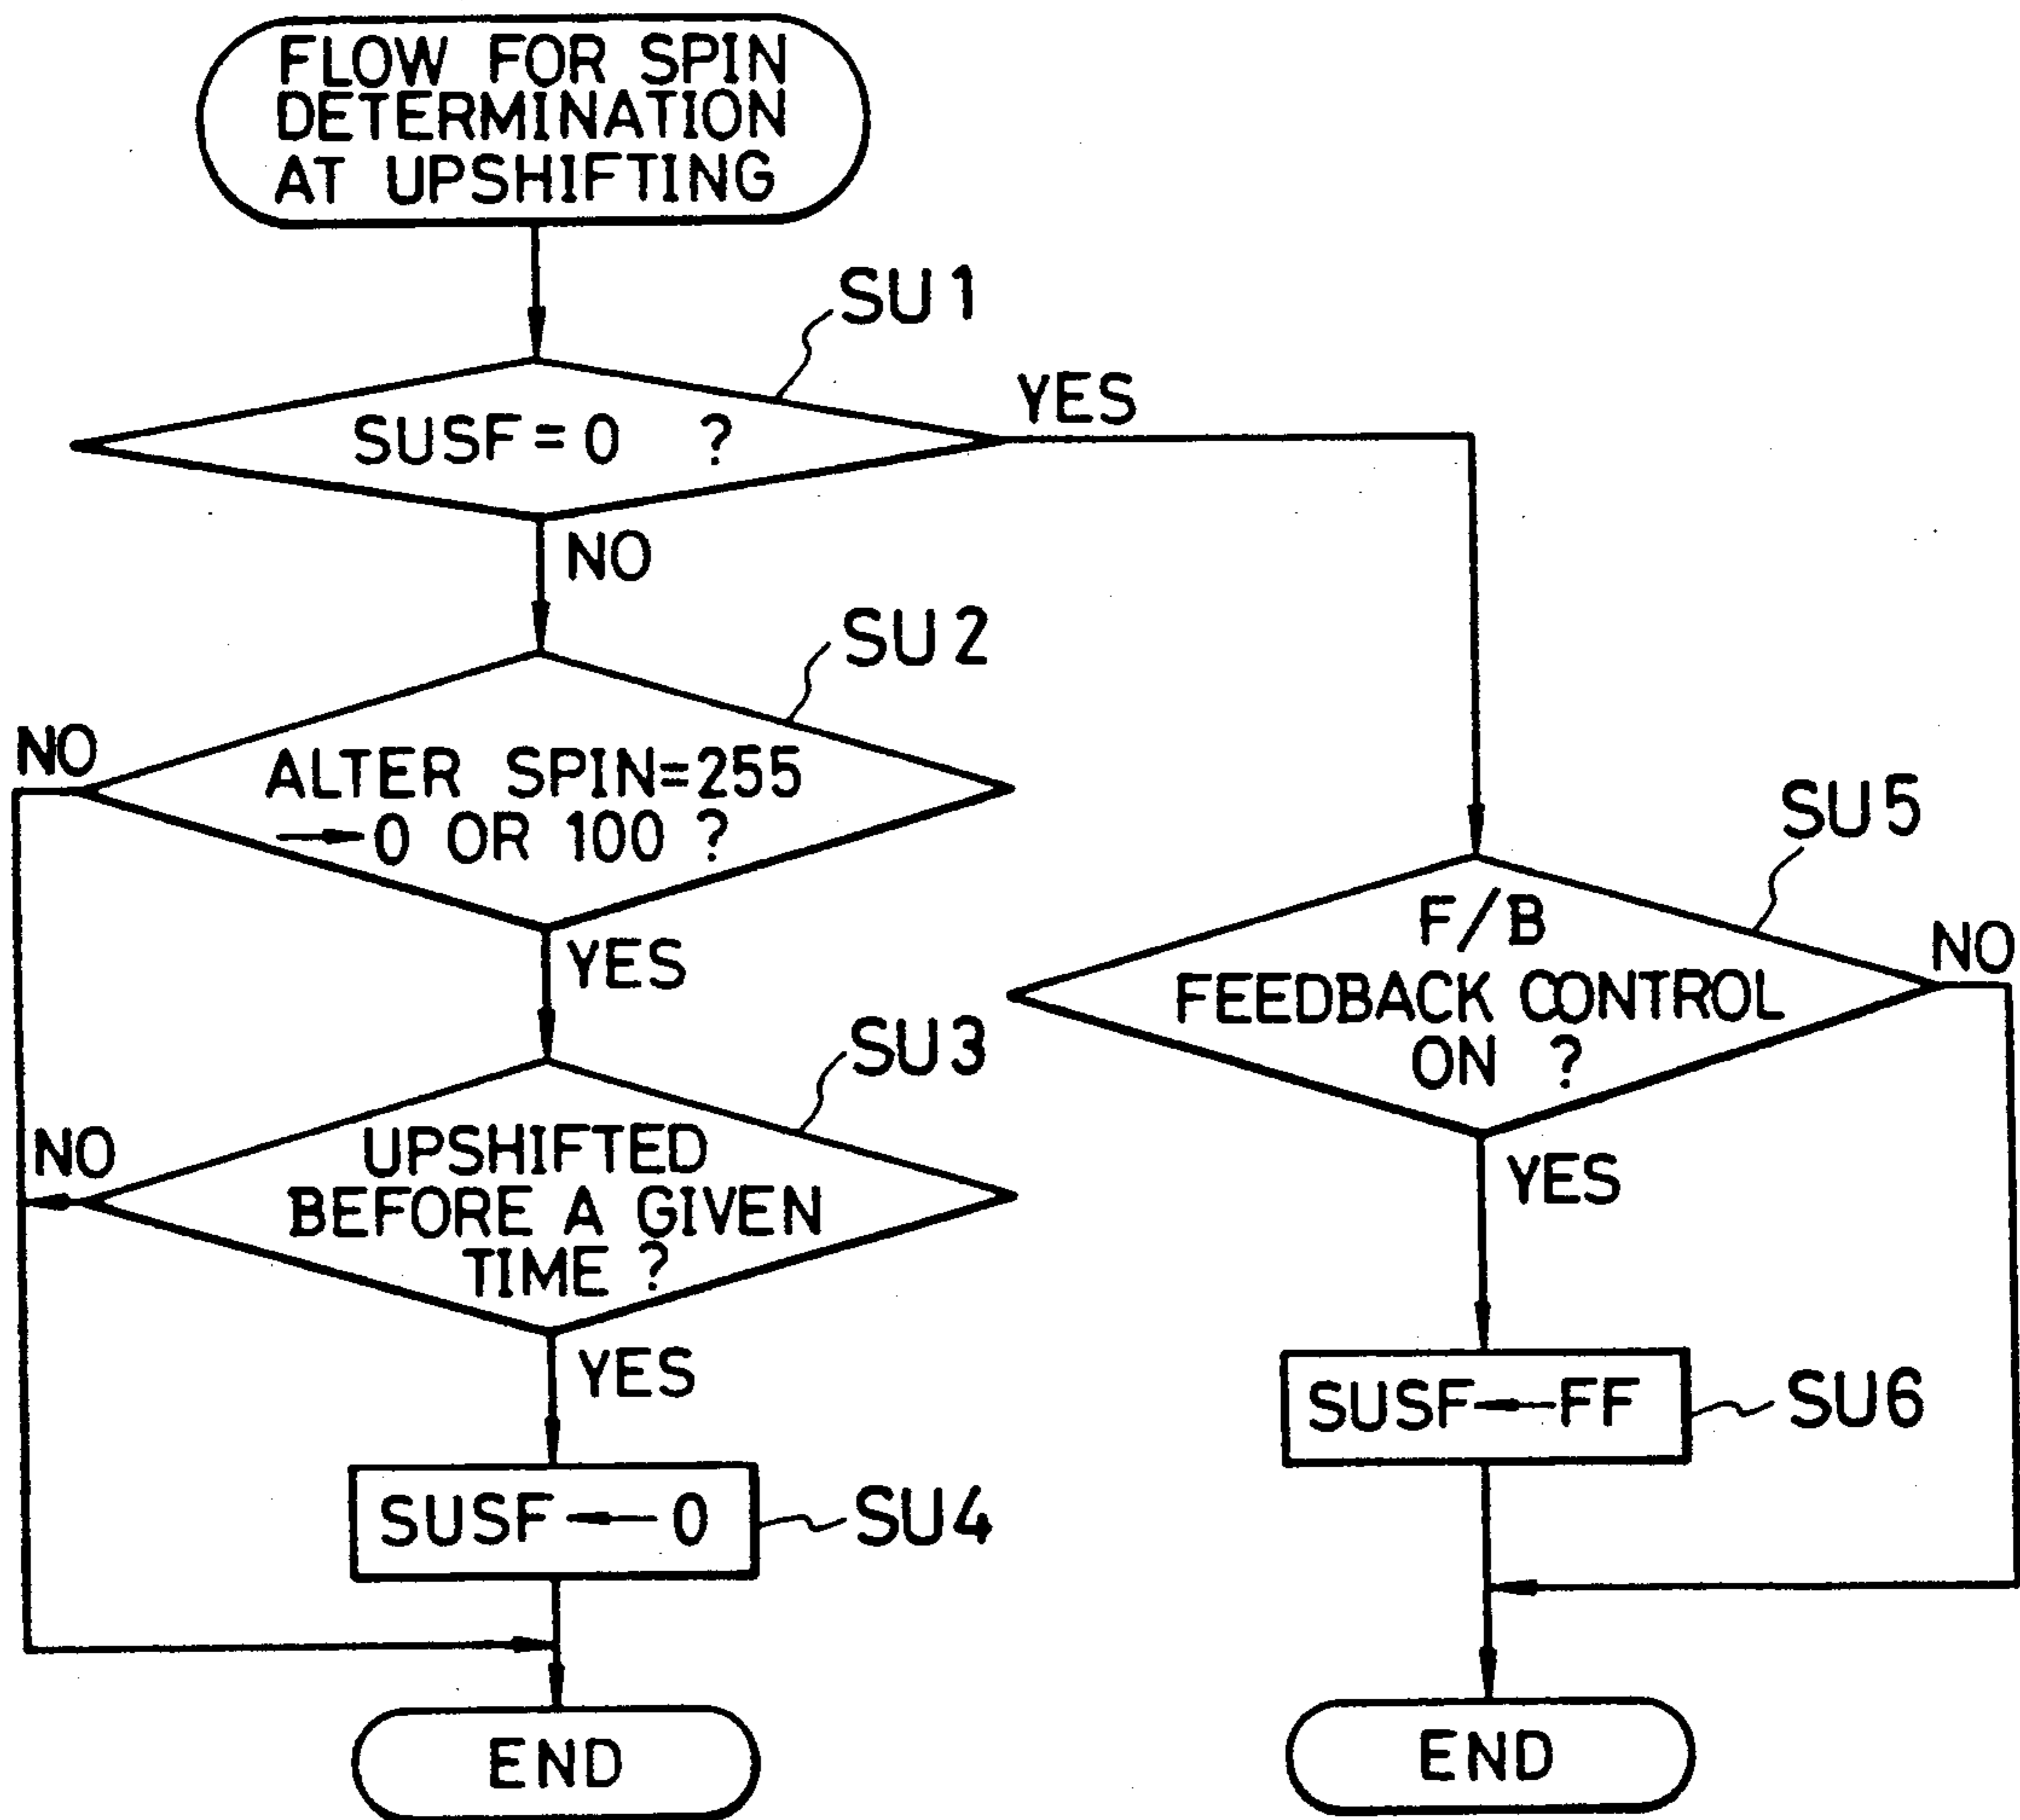 FLOW FOR SPIN
DETERMINATION
AT UPSHIFTING
SU1
SUSF=0 ?
YES
NO
SU2
NO
ALTER SPIN=255
→0 OR 100 ?
YES
SU3
NO
UPSHIFTED
BEFORE A GIVEN
TIME ?
YES
SUSF←0
SU4
END
SU5
F/B
FEEDBACK CONTROL
ON ?
NO
YES
SUSF←FF
SU6
END